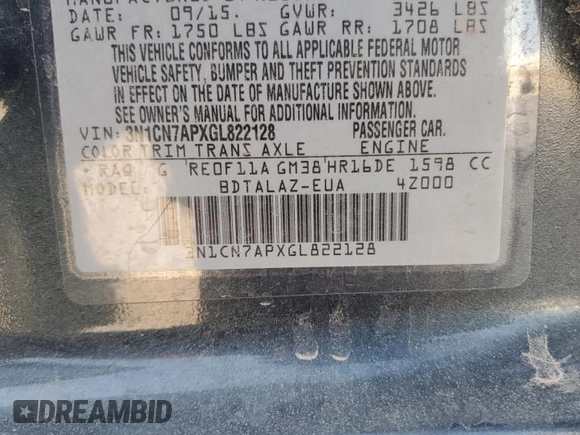 DATE: 09/15. GVWR: 3426 LBS
GAWR FR: 1750 LBS GAWR RR: 1708 LBS
THIS VEHICLE CONFORMS TO ALL APPLICABLE FEDERAL MOTOR
VEHICLE SAFETY, BUMPER AND THEFT PREVENTION STANDARDS
IN EFFECT ON THE DATE OF MANUFACTURE SHOWN ABOVE.
SEE OWNER'S MANUAL FOR ADDITIONAL INFORMATION.
VIN: 3N1CN7APXGL822128 PASSENGER CAR.
COLOR TRIM TRANS AXLE ENGINE
RAQ G RE0F11A GM38 HR16DE 1598 CC
MODEL: BDTALAZ-EUA 4Z000
3N1CN7APXGL822128
DREAMBID